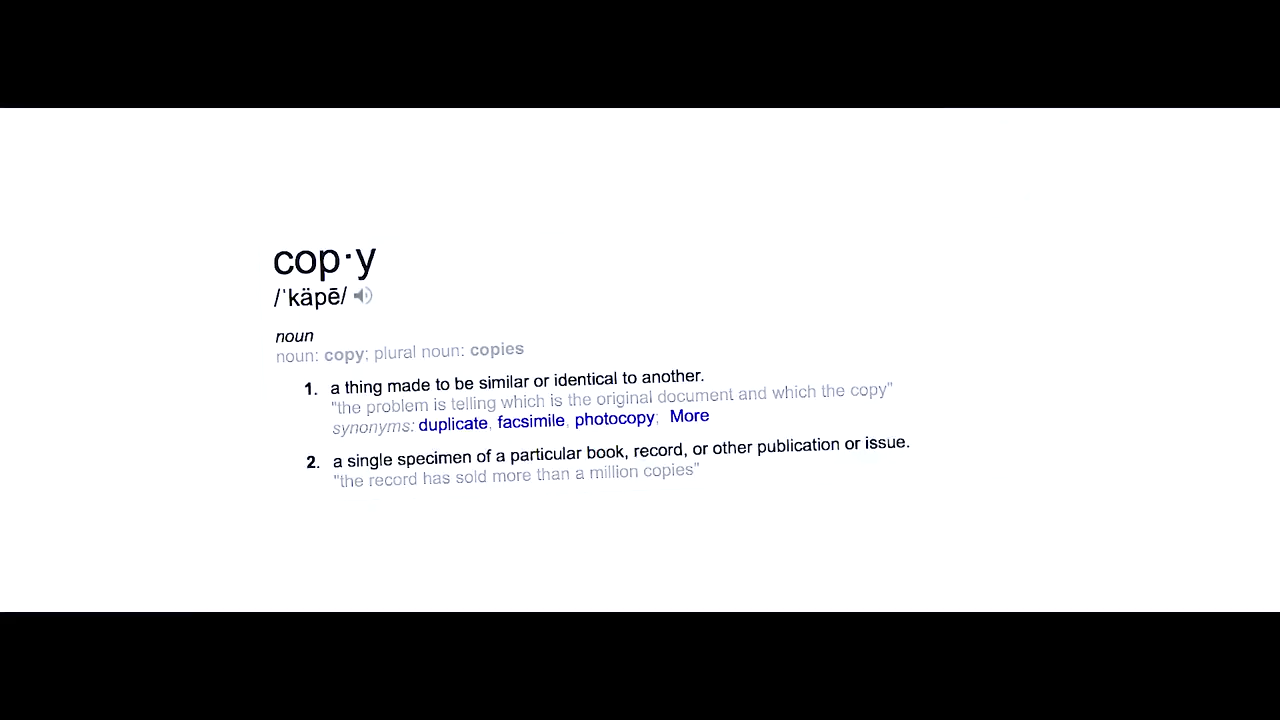 cop·y
/ˈkäpē/
noun
noun: copy; plural noun: copies
1. a thing made to be similar or identical to another.
"the problem is telling which is the original document and which the copy"
synonyms: duplicate, facsimile, photocopy; More
2. a single specimen of a particular book, record, or other publication or issue.
"the record has sold more than a million copies"